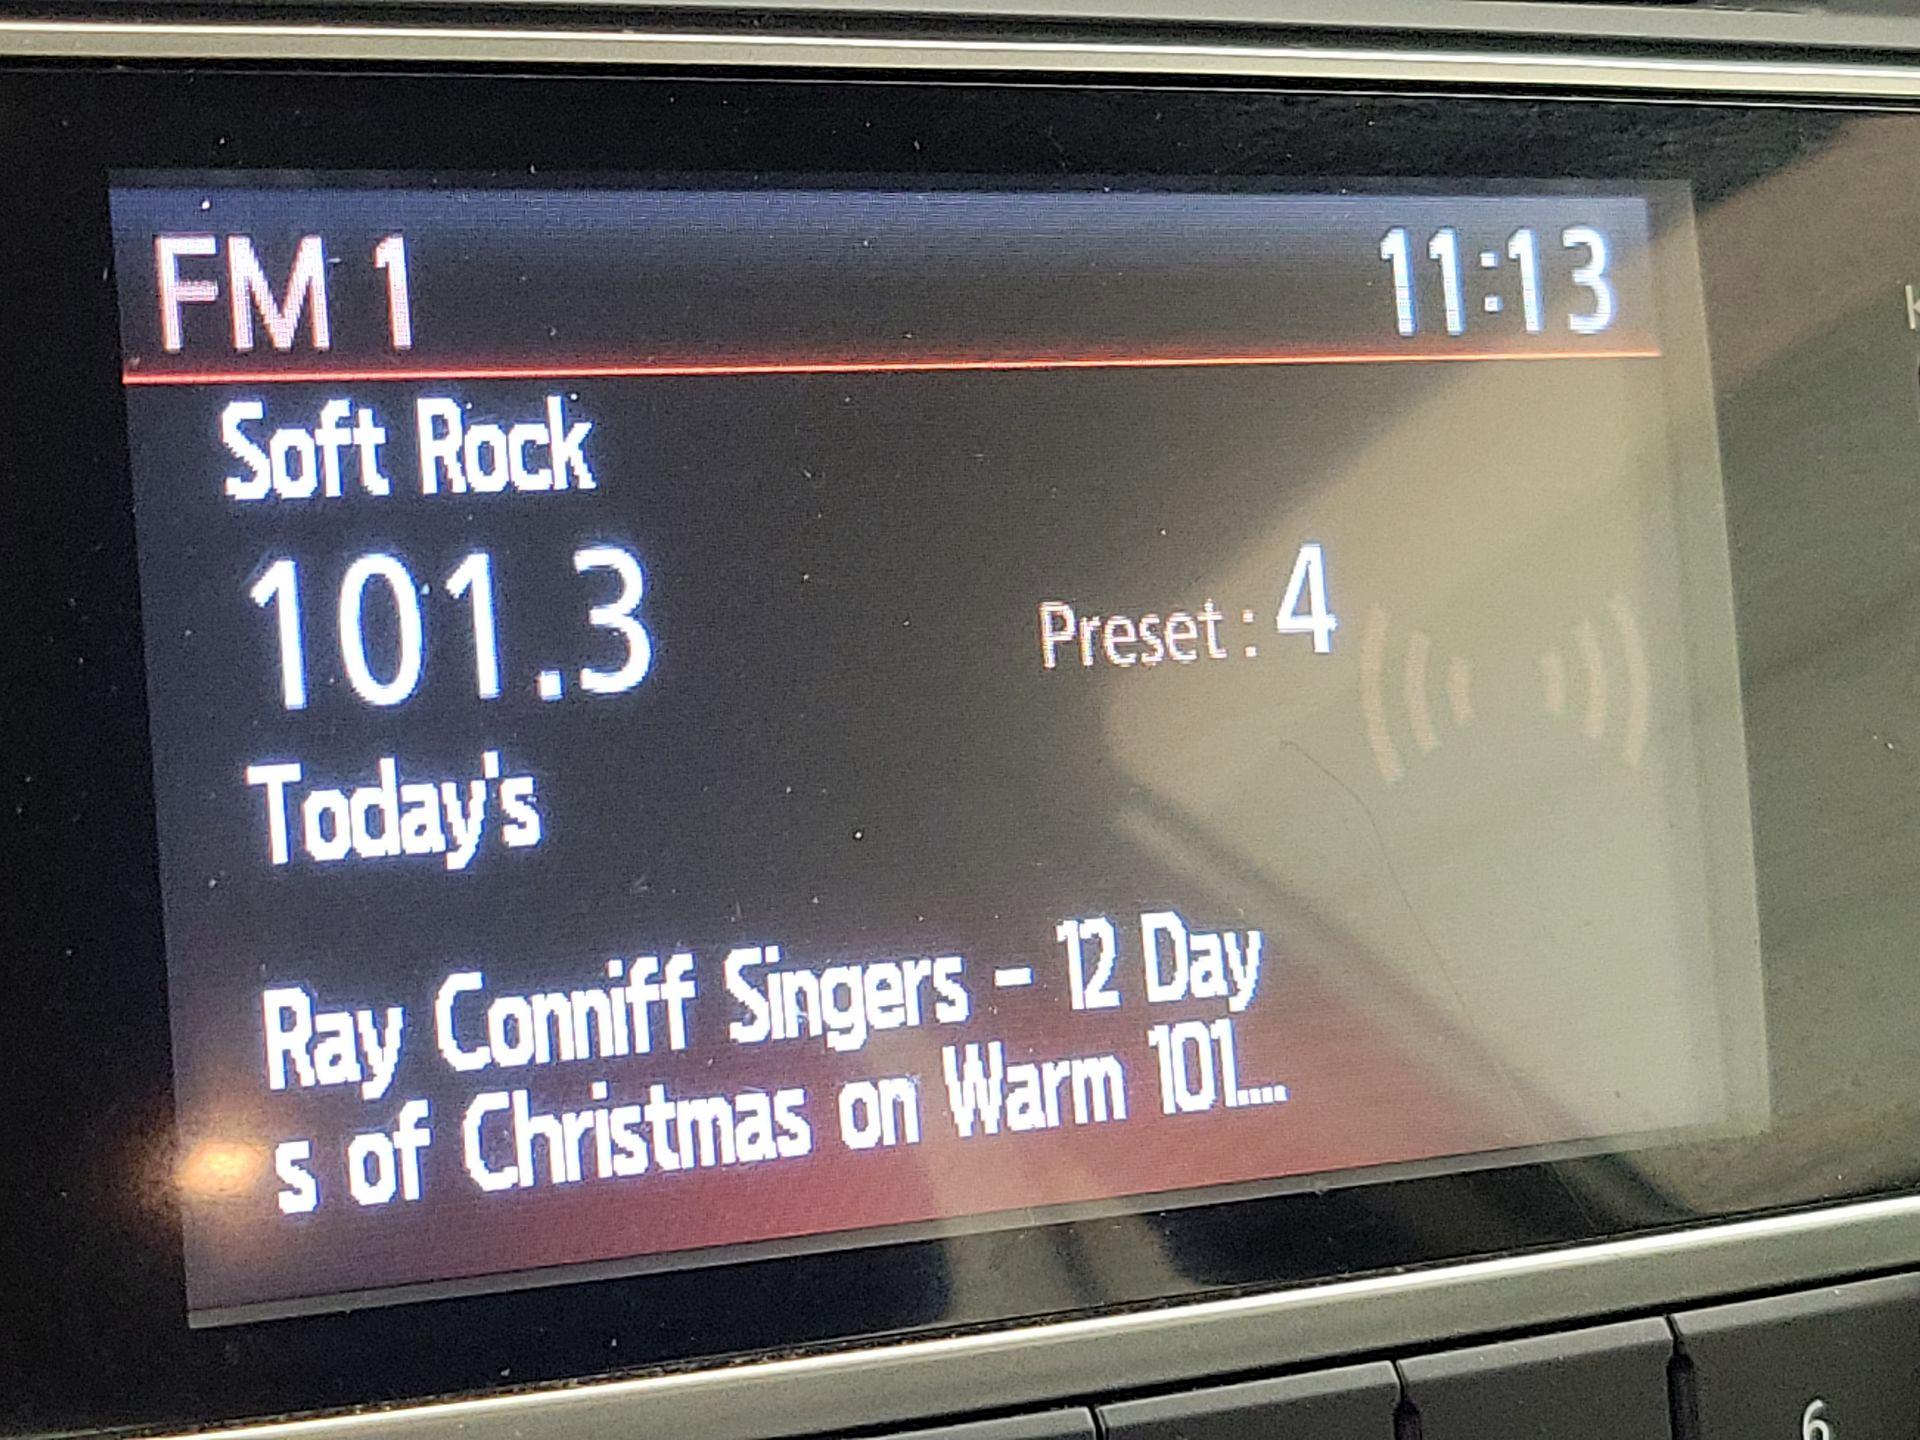 FM 1 11:13
Soft Rock
101.3 Preset : 4
Today's
Ray Conniff Singers - 12 Day
s of Christmas on Warm 101....
6